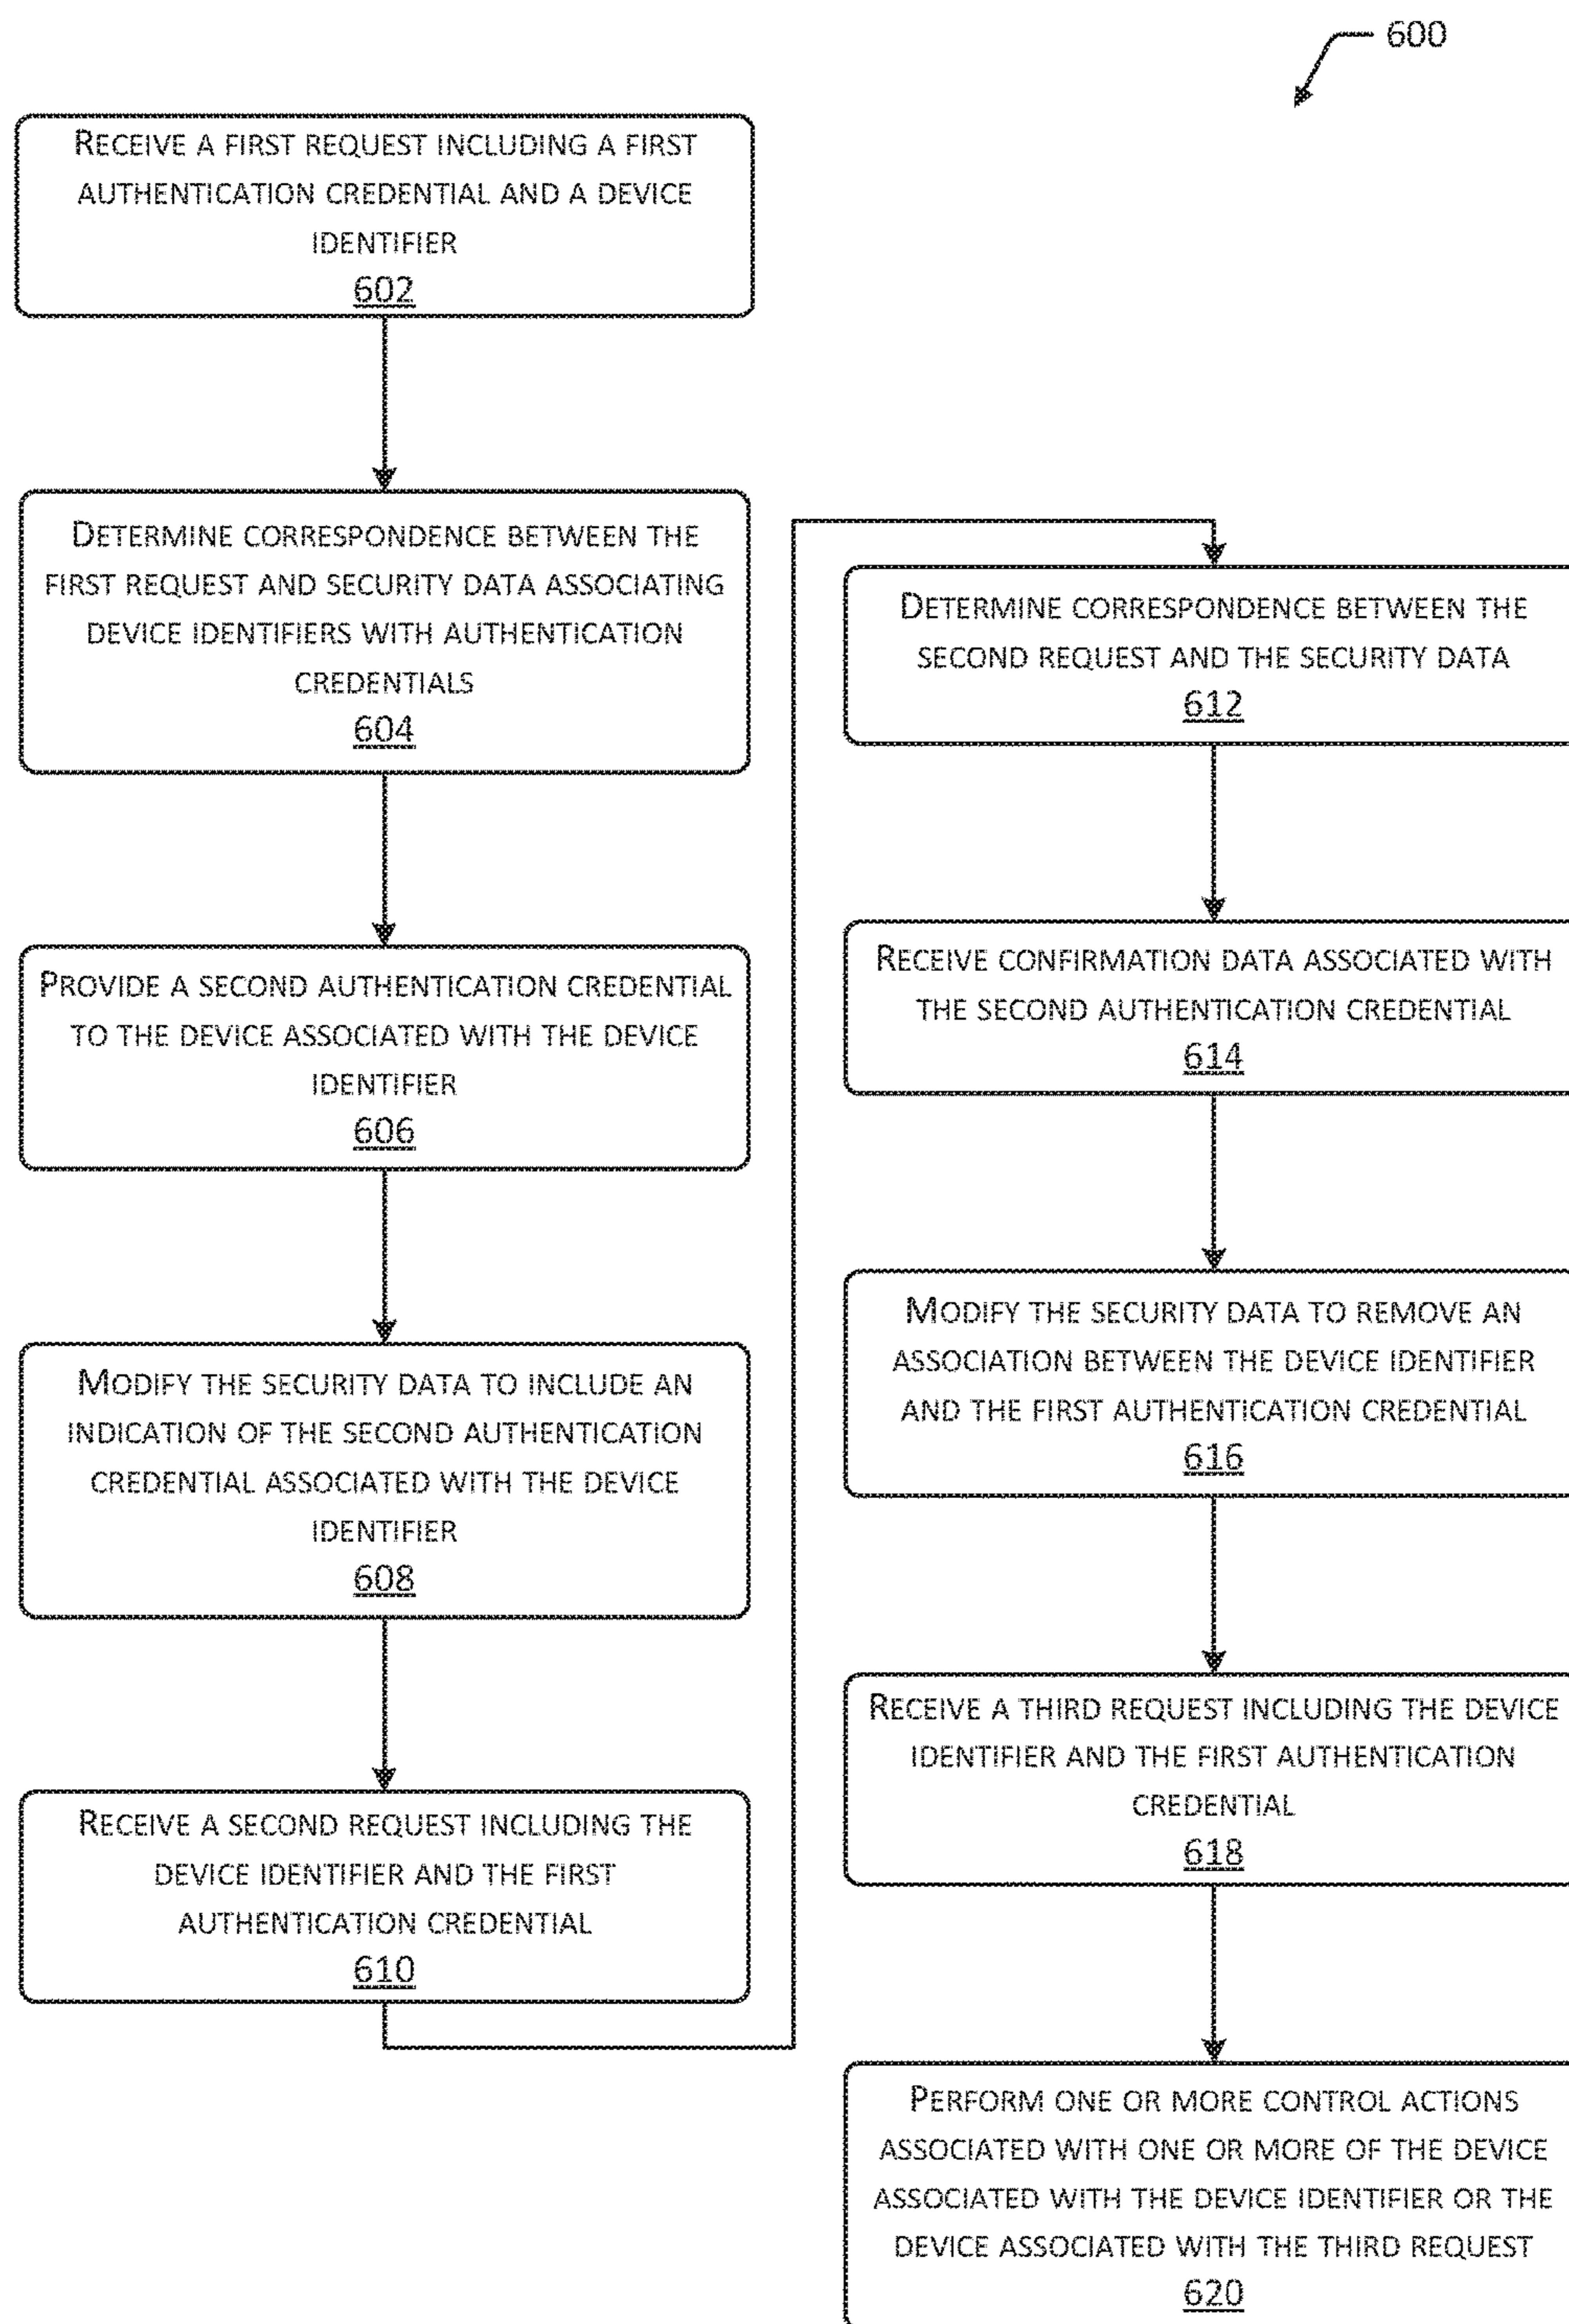 600
RECEIVE A FIRST REQUEST INCLUDING A FIRST
AUTHENTICATION CREDENTIAL AND A DEVICE
IDENTIFIER
602
DETERMINE CORRESPONDENCE BETWEEN THE
FIRST REQUEST AND SECURITY DATA ASSOCIATING
DEVICE IDENTIFIERS WITH AUTHENTICATION
CREDENTIALS
604
PROVIDE A SECOND AUTHENTICATION CREDENTIAL
TO THE DEVICE ASSOCIATED WITH THE DEVICE
IDENTIFIER
606
MODIFY THE SECURITY DATA TO INCLUDE AN
INDICATION OF THE SECOND AUTHENTICATION
CREDENTIAL ASSOCIATED WITH THE DEVICE
IDENTIFIER
608
RECEIVE A SECOND REQUEST INCLUDING THE
DEVICE IDENTIFIER AND THE FIRST
AUTHENTICATION CREDENTIAL
610
DETERMINE CORRESPONDENCE BETWEEN THE
SECOND REQUEST AND THE SECURITY DATA
612
RECEIVE CONFIRMATION DATA ASSOCIATED WITH
THE SECOND AUTHENTICATION CREDENTIAL
614
MODIFY THE SECURITY DATA TO REMOVE AN
ASSOCIATION BETWEEN THE DEVICE IDENTIFIER
AND THE FIRST AUTHENTICATION CREDENTIAL
616
RECEIVE A THIRD REQUEST INCLUDING THE DEVICE
IDENTIFIER AND THE FIRST AUTHENTICATION
CREDENTIAL
618
PERFORM ONE OR MORE CONTROL ACTIONS
ASSOCIATED WITH ONE OR MORE OF THE DEVICE
ASSOCIATED WITH THE DEVICE IDENTIFIER OR THE
DEVICE ASSOCIATED WITH THE THIRD REQUEST
620